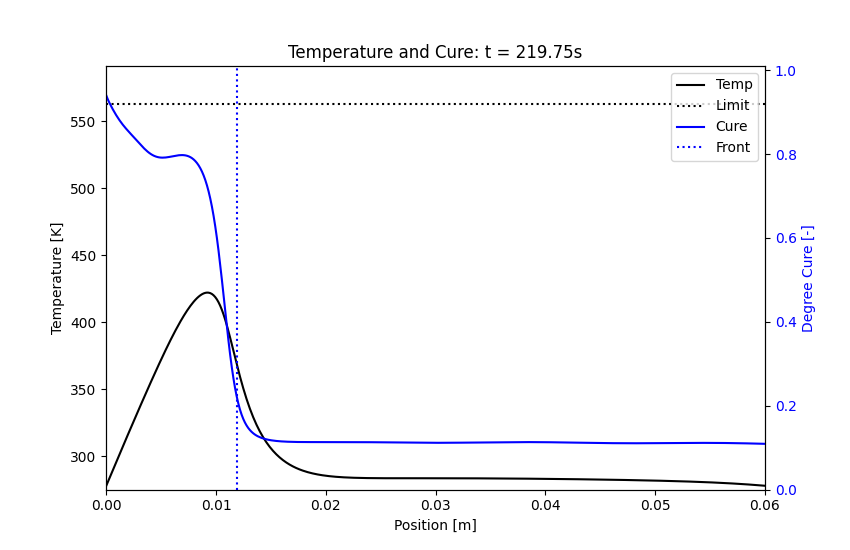 Temperature and Cure: t = 219.75s
Temp
Limit
Cure
Front
Temperature [K]
550
500
450
400
350
300
Degree Cure [-]
1.0
0.8
0.6
0.4
0.2
0.0
0.00 0.01 0.02 0.03 0.04 0.05 0.06
Position [m]